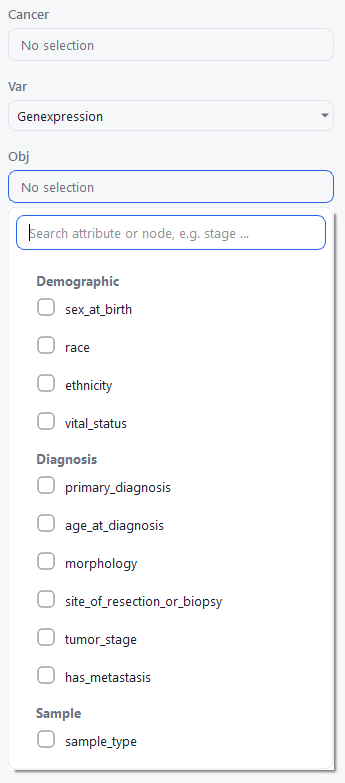 Cancer
No selection
Var
Genexpression
Obj
No selection
Search attribute or node, e.g. stage ...
Demographic
sex_at_birth
race
ethnicity
vital_status
Diagnosis
primary_diagnosis
age_at_diagnosis
morphology
site_of_resection_or_biopsy
tumor_stage
has_metastasis
Sample
sample_type